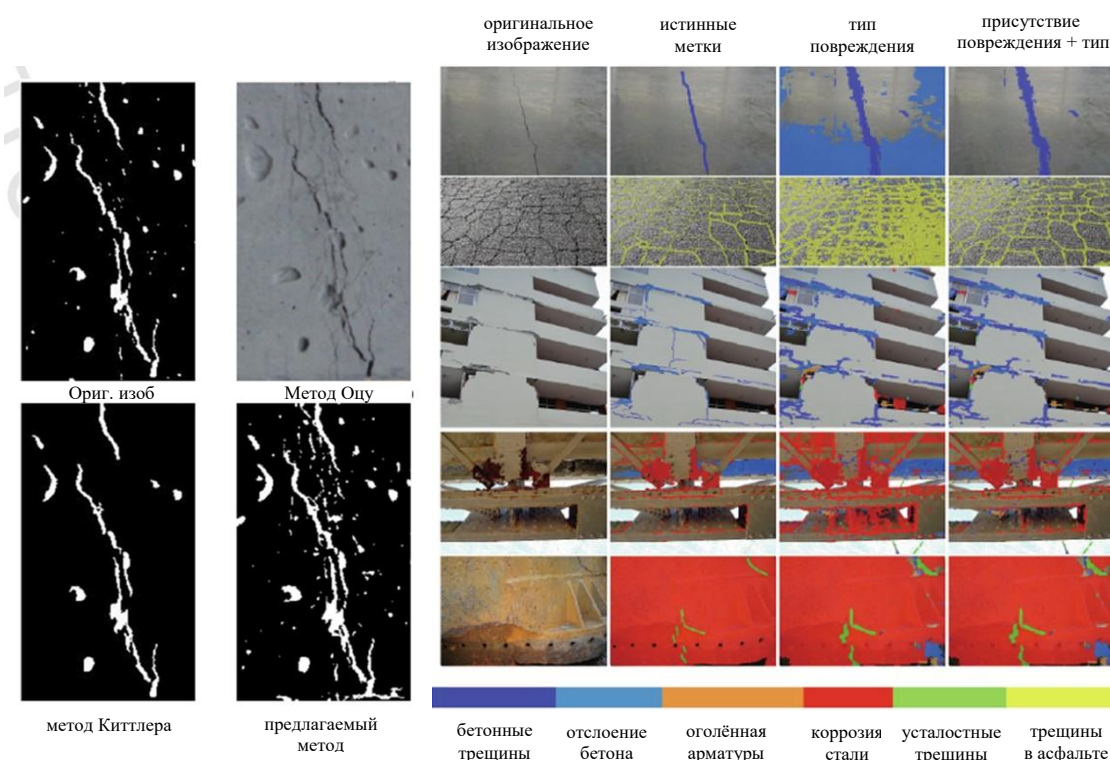 оригинальное
изображение
истинные
метки
тип
повреждения
присутствие
повреждения + тип
Ориг. изоб
Метод Оцу
(
метод Киттлера
предлагаемый
метод
бетонные
трещины
отслоение
бетона
оголённая
арматуры
коррозия
стали
усталостные
трещины
трещины
в асфальте